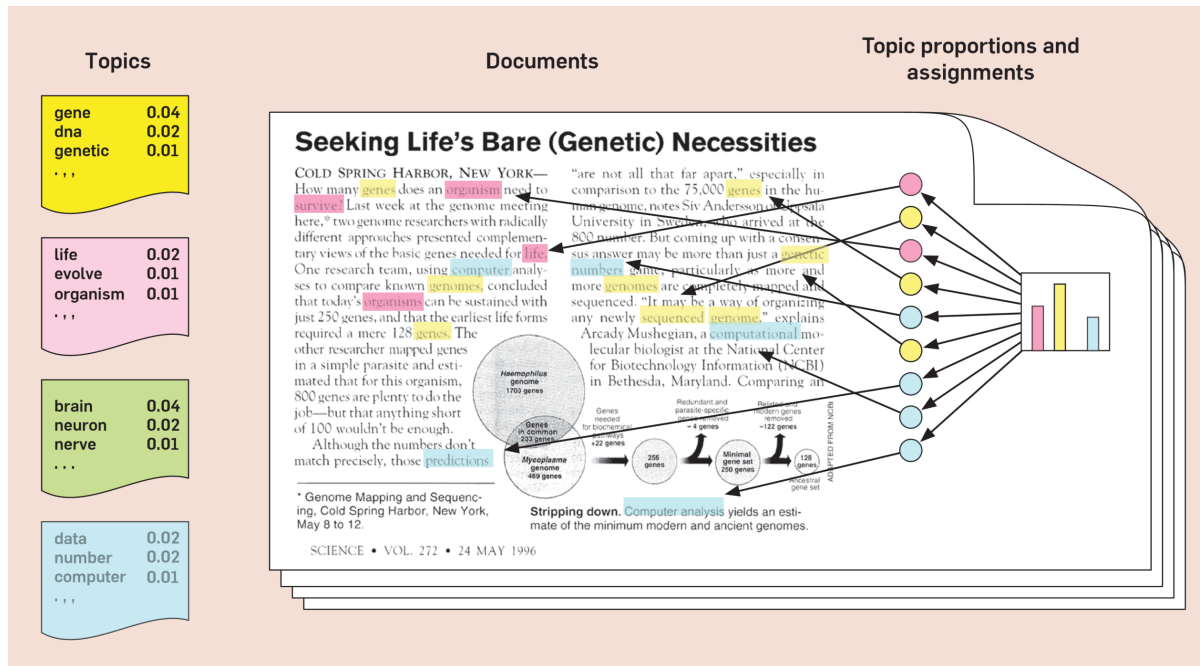 Topics
Documents
Topic proportions and
assignments
gene 0.04
dna 0.02
genetic 0.01
. , ,
life 0.02
evolve 0.01
organism 0.01
. , ,
brain 0.04
neuron 0.02
nerve 0.01
. . .
data 0.02
number 0.02
computer 0.01
. , ,
Seeking Life's Bare (Genetic) Necessities
COLD SPRING HARBOR, NEW YORK—
How many genes does an organism need to
survive? Last week at the genome meeting
here,* two genome researchers with radically
different approaches presented complemen-
tary views of the basic genes needed for life.
One research team, using computer analy-
ses to compare known genomes, concluded
that today's organisms can be sustained with
just 250 genes, and that the earliest life forms
required a mere 128 genes. The
other researcher mapped genes
in a simple parasite and esti-
mated that for this organism,
800 genes are plenty to do the
job—but that anything short
of 100 wouldn't be enough.
Although the numbers don't
match precisely, those predictions
* Genome Mapping and Sequenc-
ing, Cold Spring Harbor, New York,
May 8 to 12.
"are not all that far apart," especially in
comparison to the 75,000 genes in the hu-
man genome, notes Siv Andersson of Uppsala
University in Sweden, who arrived at the
800 number. But coming up with a consen-
sus answer may be more than just a genetic
numbers game, particularly as more and
more genomes are completely mapped and
sequenced. "It may be a way of organizing
any newly sequenced genome," explains
Arcady Mushegian, a computational mo-
lecular biologist at the National Center
for Biotechnology Information (NCBI)
in Bethesda, Maryland. Comparing an
Haemophilus
genome
1703 genes
Genes
in common
233 genes
Mycoplasma
genome
469 genes
Genes
needed
for biochemical
pathways
+22 genes
256
genes
Redundant and
parasite-specific
genes removed
– 4 genes
Minimal
gene set
250 genes
Related and
modern genes
removed
–122 genes
128
genes
Ancestral
gene set
ADAPTED FROM NCBI
Stripping down. Computer analysis yields an esti-
mate of the minimum modern and ancient genomes.
SCIENCE • VOL. 272 • 24 MAY 1996